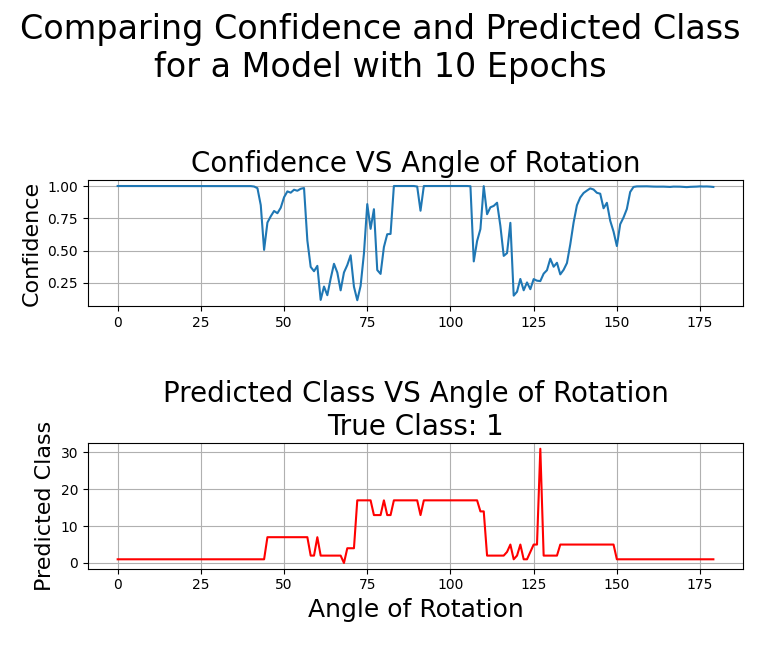 Comparing Confidence and Predicted Class
for a Model with 10 Epochs
Confidence VS Angle of Rotation
Confidence
1.00
0.75
0.50
0.25
0 25 50 75 100 125 150 175
Predicted Class VS Angle of Rotation
True Class: 1
Predicted Class
30
20
10
0
0 25 50 75 100 125 150 175
Angle of Rotation